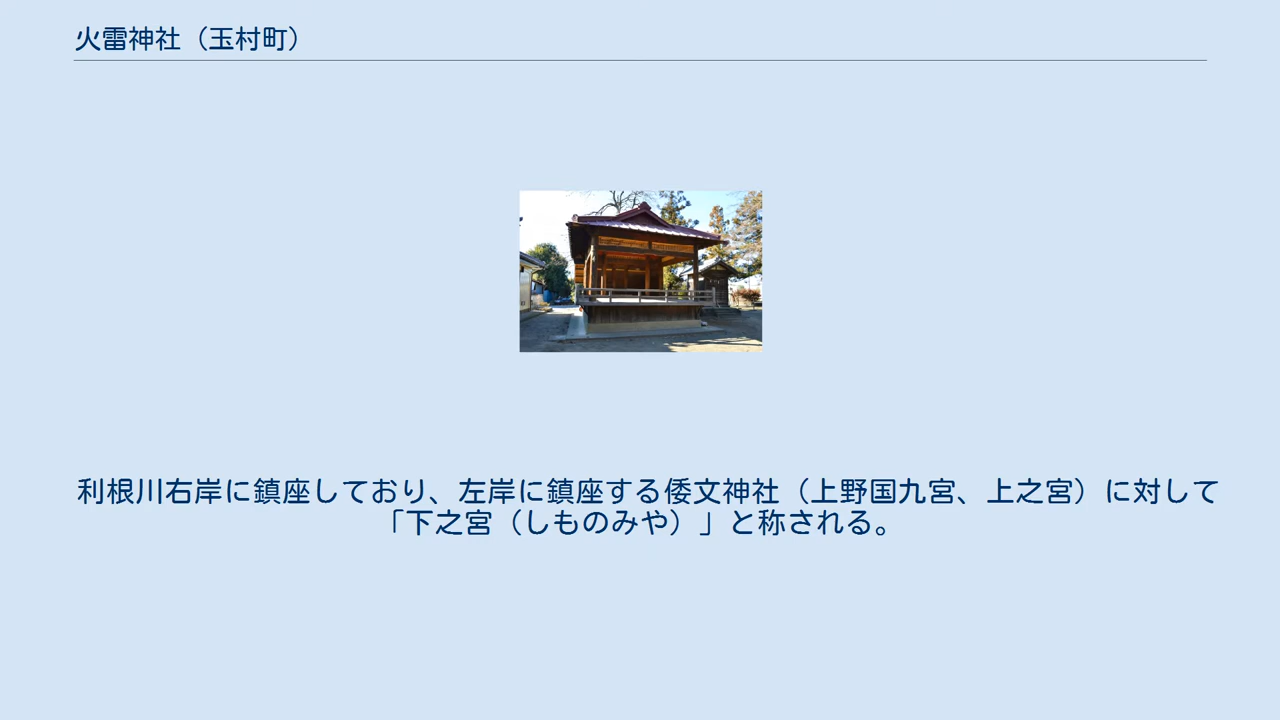 火雷神社（玉村町）
利根川右岸に鎮座しており、左岸に鎮座する倭文神社（上野国九宮、上之宮）に対して
「下之宮（しものみや）」と称される。